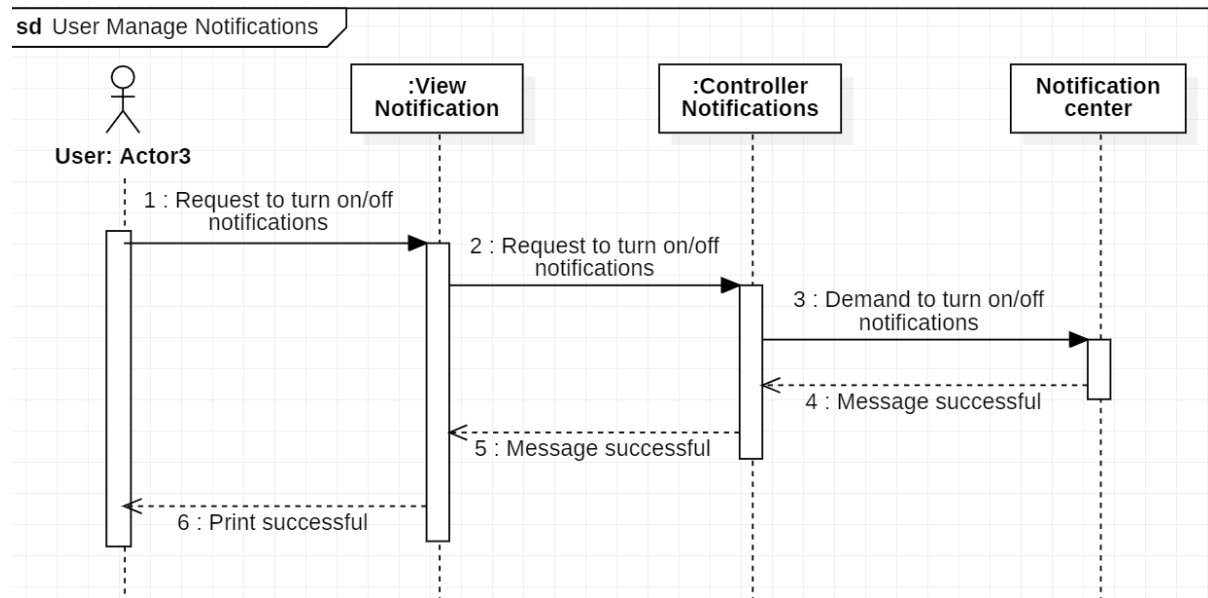 sd User Manage Notifications
:View
Notification
:Controller
Notifications
Notification
center
User: Actor3
1 : Request to turn on/off
notifications
2 : Request to turn on/off
notifications
3 : Demand to turn on/off
notifications
4 : Message successful
5 : Message successful
6 : Print successful